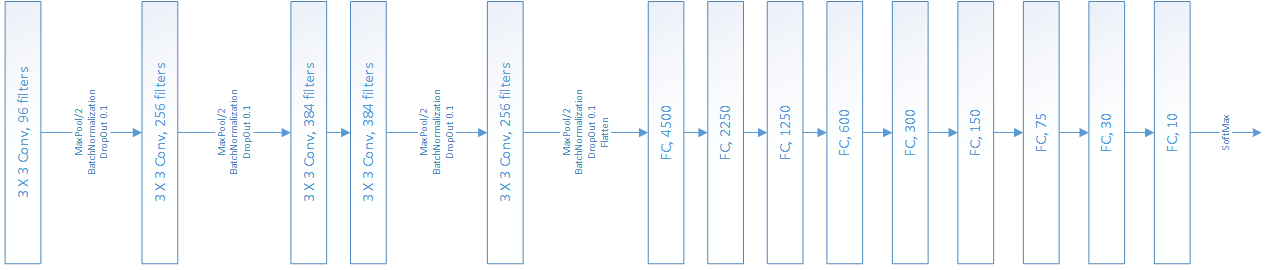 3 X 3 Conv, 96 filters
MaxPool/2
BatchNormalization
DropOut 0.1
3 X 3 Conv, 256 filters
MaxPool/2
BatchNormalization
DropOut 0.1
3 X 3 Conv, 384 filters
3 X 3 Conv, 384 filters
MaxPool/2
BatchNormalization
DropOut 0.1
3 X 3 Conv, 256 filters
MaxPool/2
BatchNormalization
DropOut 0.1
Flatten
FC, 4500
FC, 2250
FC, 1250
FC, 600
FC, 300
FC, 150
FC, 75
FC, 30
FC, 10
SoftMax